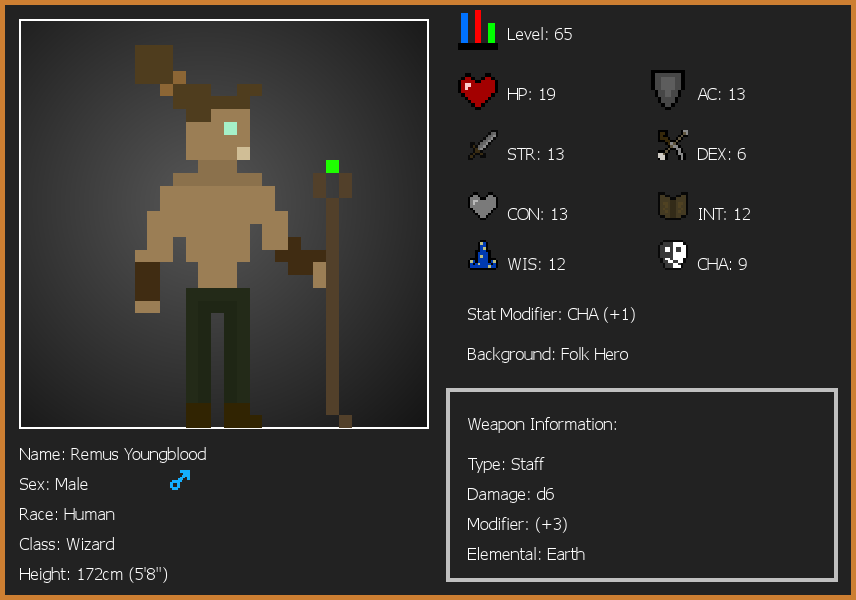 Level: 65
HP: 19
AC: 13
STR: 13
DEX: 6
CON: 13
INT: 12
WIS: 12
CHA: 9
Stat Modifier: CHA (+1)
Background: Folk Hero
Weapon Information:
Type: Staff
Damage: d6
Modifier: (+3)
Elemental: Earth
Name: Remus Youngblood
Sex: Male
Race: Human
Class: Wizard
Height: 172cm (5'8")